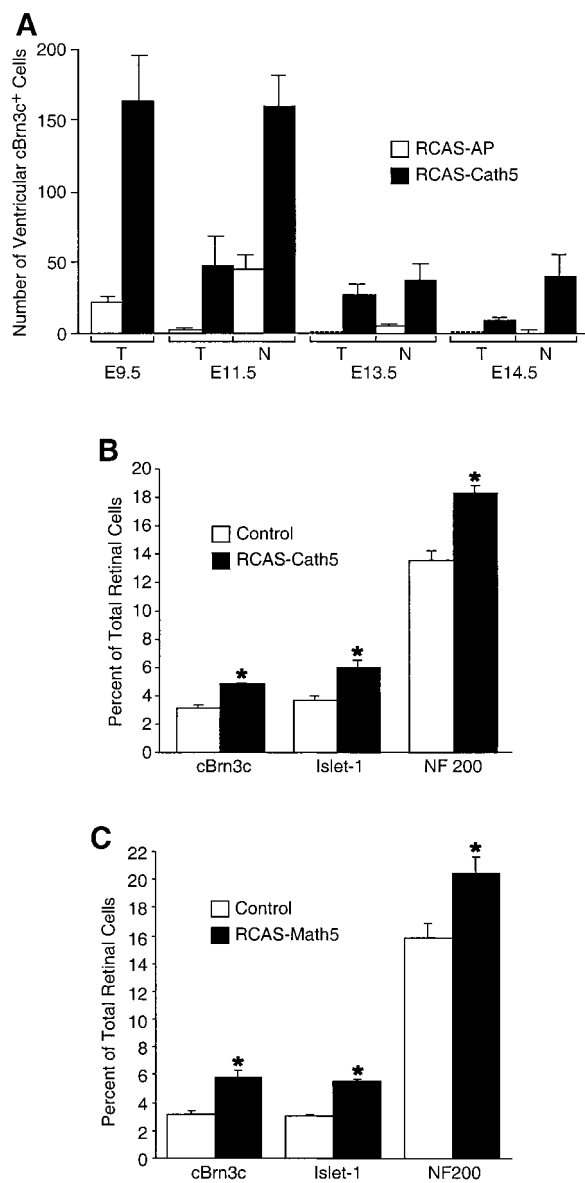 A
Number of Ventricular cBrn3c+ Cells
200
150
100
50
0
RCAS-AP
RCAS-Cath5
T T N T N T N
E9.5 E11.5 E13.5 E14.5
B
Percent of Total Retinal Cells
20
18
16
14
12
10
8
6
4
2
0
Control
RCAS-Cath5
* * *
cBrn3c Islet-1 NF 200
C
Percent of Total Retinal Cells
22
20
18
16
14
12
10
8
6
4
2
0
Control
RCAS-Math5
* * *
cBrn3c Islet-1 NF200